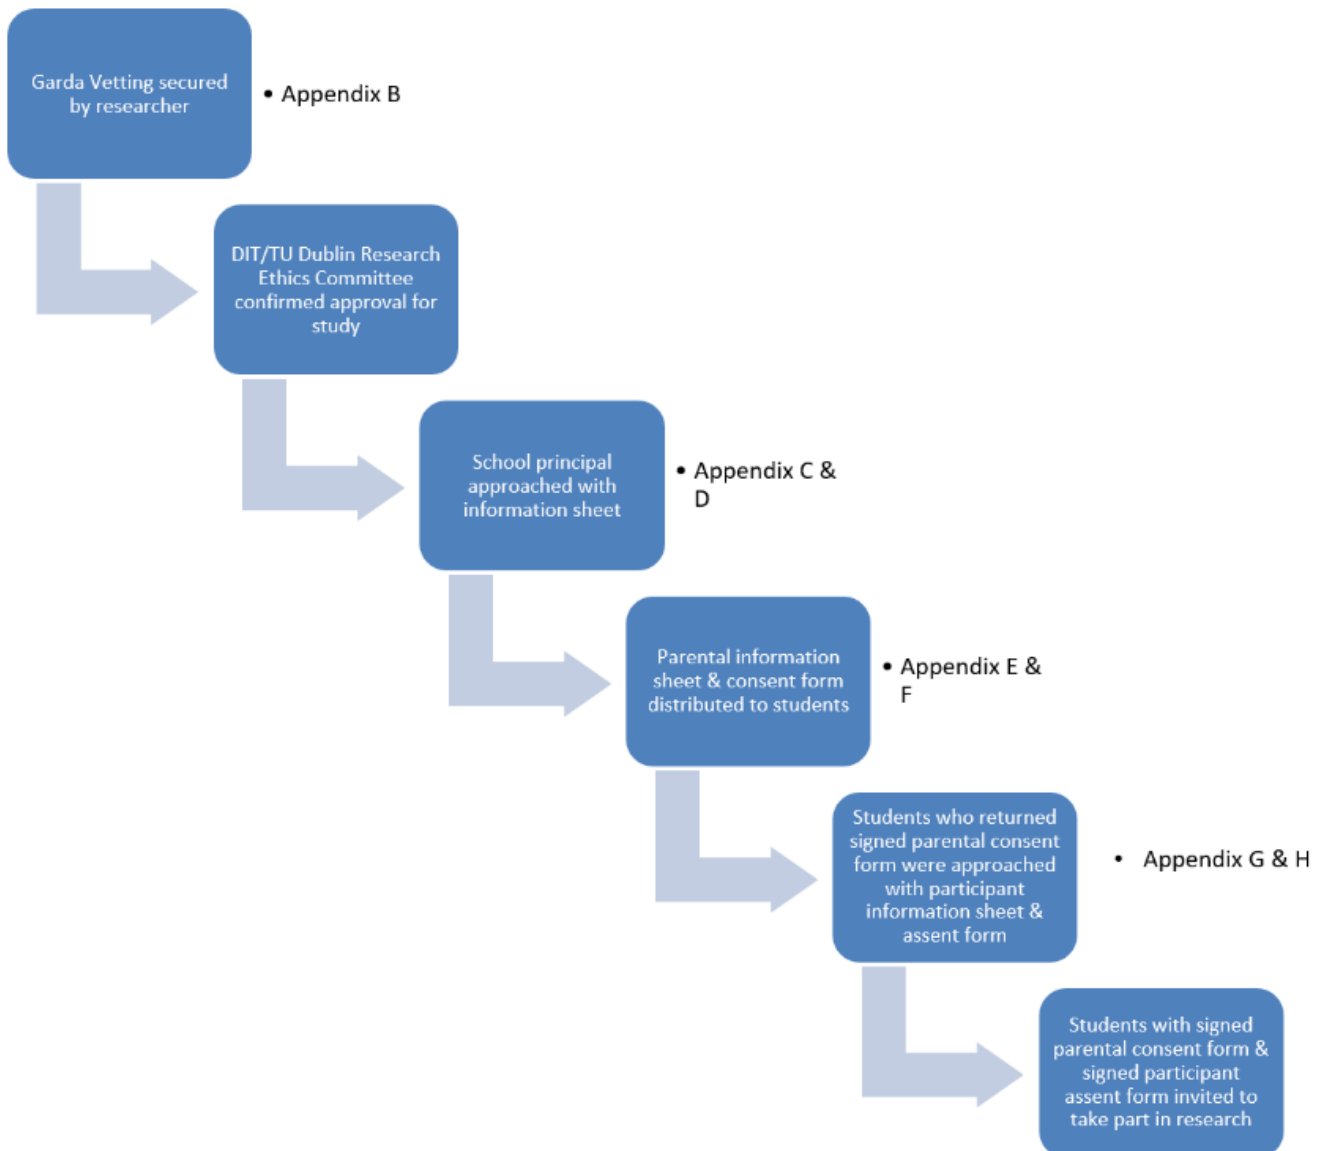 Garda Vetting secured
by researcher
• Appendix B
DIT/TU Dublin Research
Ethics Committee
confirmed approval for
study
School principal
approached with
information sheet
• Appendix C &
D
Parental information
sheet & consent form
distributed to students
• Appendix E &
F
Students who returned
signed parental consent
form were approached
with participant
information sheet &
assent form
• Appendix G & H
Students with signed
parental consent form &
signed participant
assent form invited to
take part in research